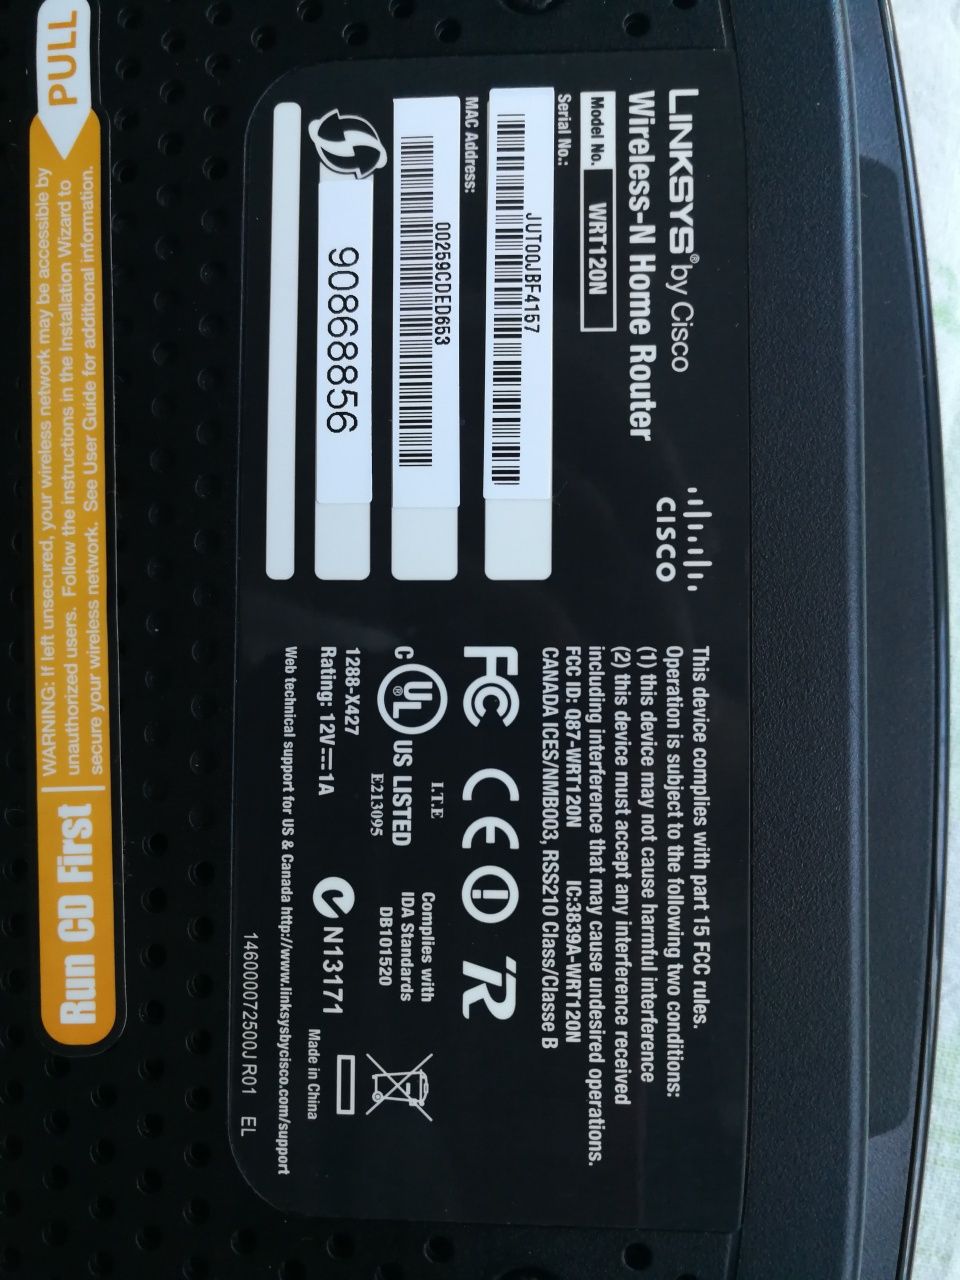 LINKSYS® by Cisco
Wireless-N Home Router
Model No. WRT120N
Serial No.:
JUT00JBF4157
MAC Address:
00259CDED653
90868856
CISCO
This device complies with part 15 FCC rules.
Operation is subject to the following two conditions:
(1) this device may not cause harmful interference
(2) this device must accept any interference received
including interference that may cause undesired operations.
FCC ID: Q87-WRT120N IC:3839A-WRT120N
CANADA ICES/NMB003, RSS210 Class/Classe B
FC CE R
C UL® US LISTED
I.T.E
E213095
Complies with
IDA Standards
DB101520
1288-X427
Rating: 12V⎓1A
N13171
Made in China
Web technical support for US & Canada http://www.linksysbycisco.com/support
14600072500J R01 EL
PULL
WARNING: If left unsecured, your wireless network may be accessible by
unauthorized users. Follow the instructions in the Installation Wizard to
secure your wireless network. See User Guide for additional information.
Run CD First